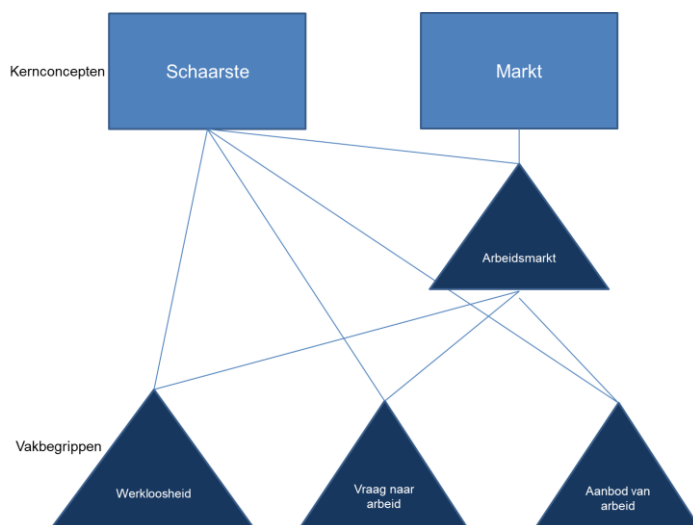 Kernconcepten
Schaarste
Markt
Arbeidsmarkt
Vakbegrippen
Werkloosheid
Vraag naar
arbeid
Aanbod van
arbeid